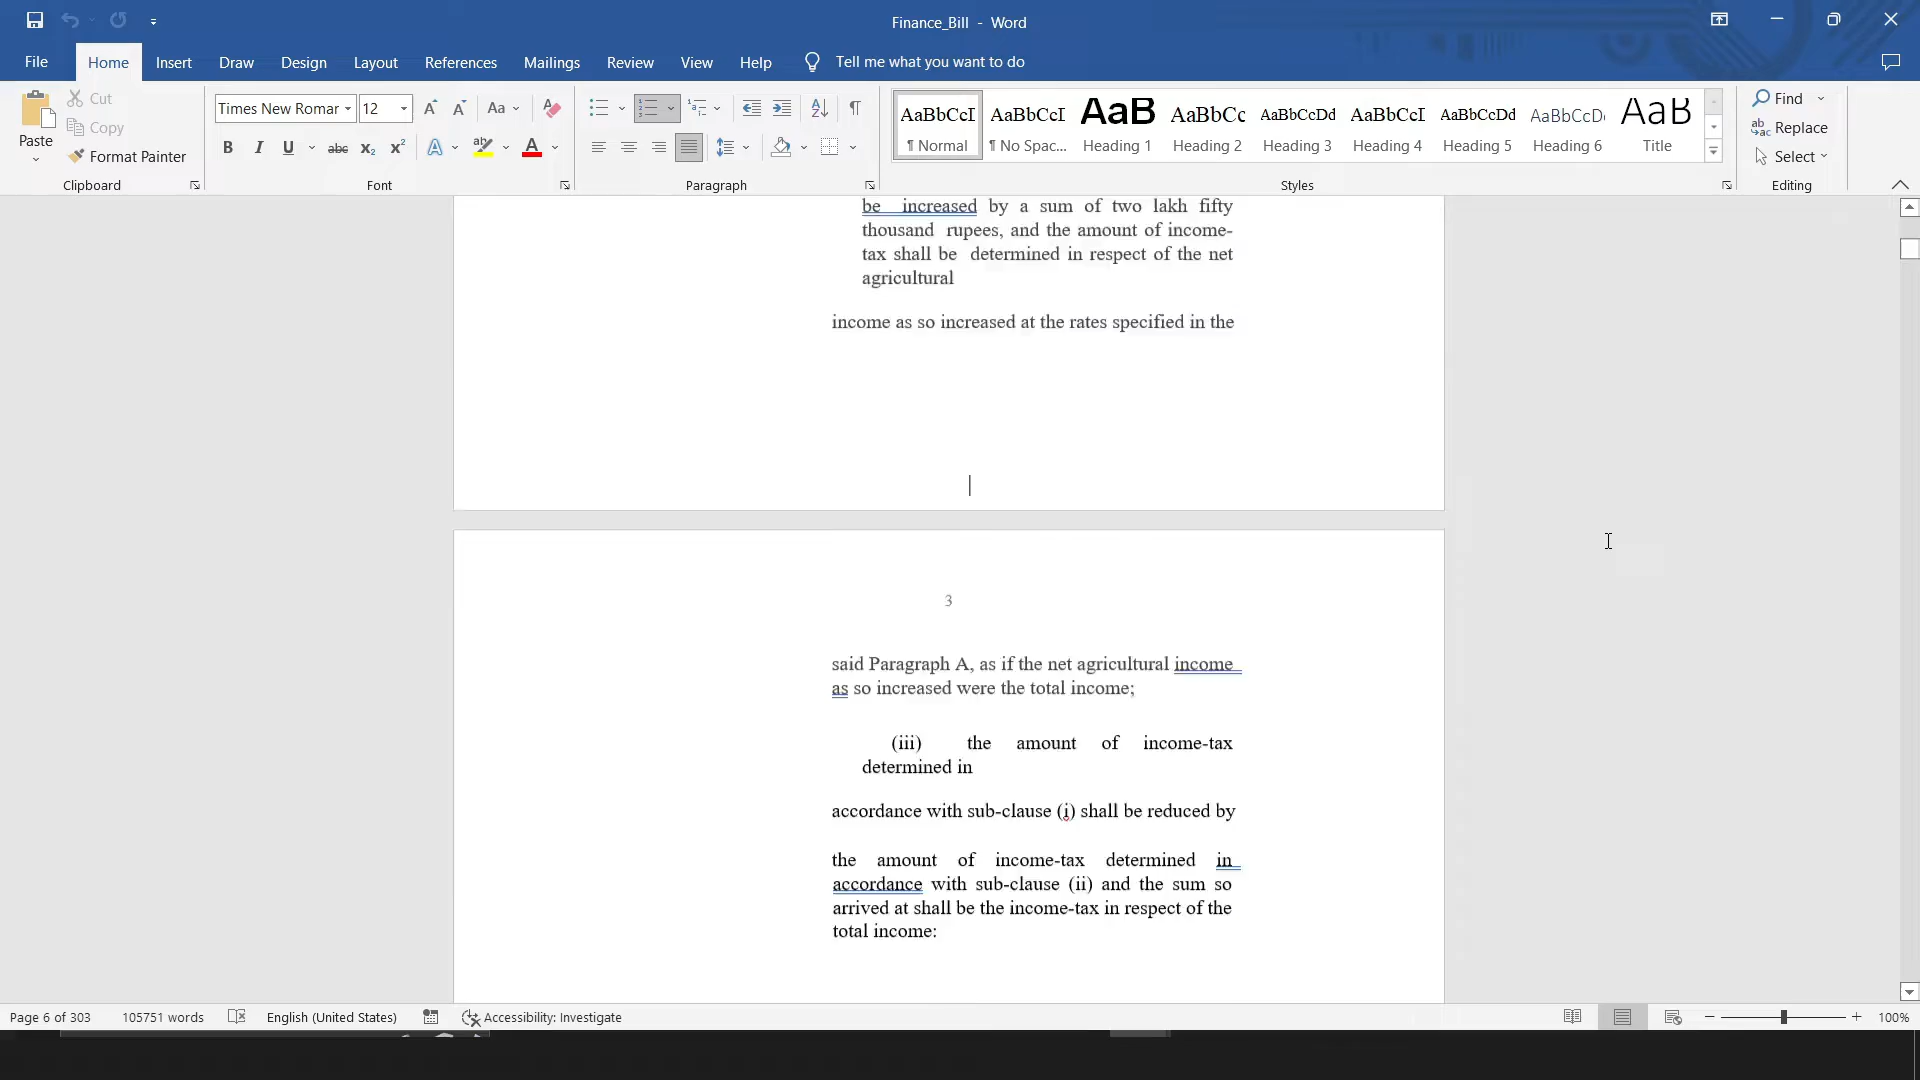 Finance_Bill - Word
File Home Insert Draw Design Layout References Mailings Review View Help Tell me what you want to do
Paste
Cut
Copy
Format Painter
Clipboard
Times New Roman 12
Aa
B I U abc x₂ x² A ab A
Font
Paragraph
AaBbCcI AaBbCcI AaB AaBbCc AaBbCcDd AaBbCcI AaBbCcDd AaBbCcD AaB
¶ Normal ¶ No Spac... Heading 1 Heading 2 Heading 3 Heading 4 Heading 5 Heading 6 Title
Styles
Find
Replace
Select
Editing
be increased by a sum of two lakh fifty
thousand rupees, and the amount of income-
tax shall be determined in respect of the net
agricultural
income as so increased at the rates specified in the
3
said Paragraph A, as if the net agricultural income
as so increased were the total income;
(iii) the amount of income-tax
determined in
accordance with sub-clause (i) shall be reduced by
the amount of income-tax determined in
accordance with sub-clause (ii) and the sum so
arrived at shall be the income-tax in respect of the
total income:
Page 6 of 303 105751 words English (United States) Accessibility: Investigate 100%